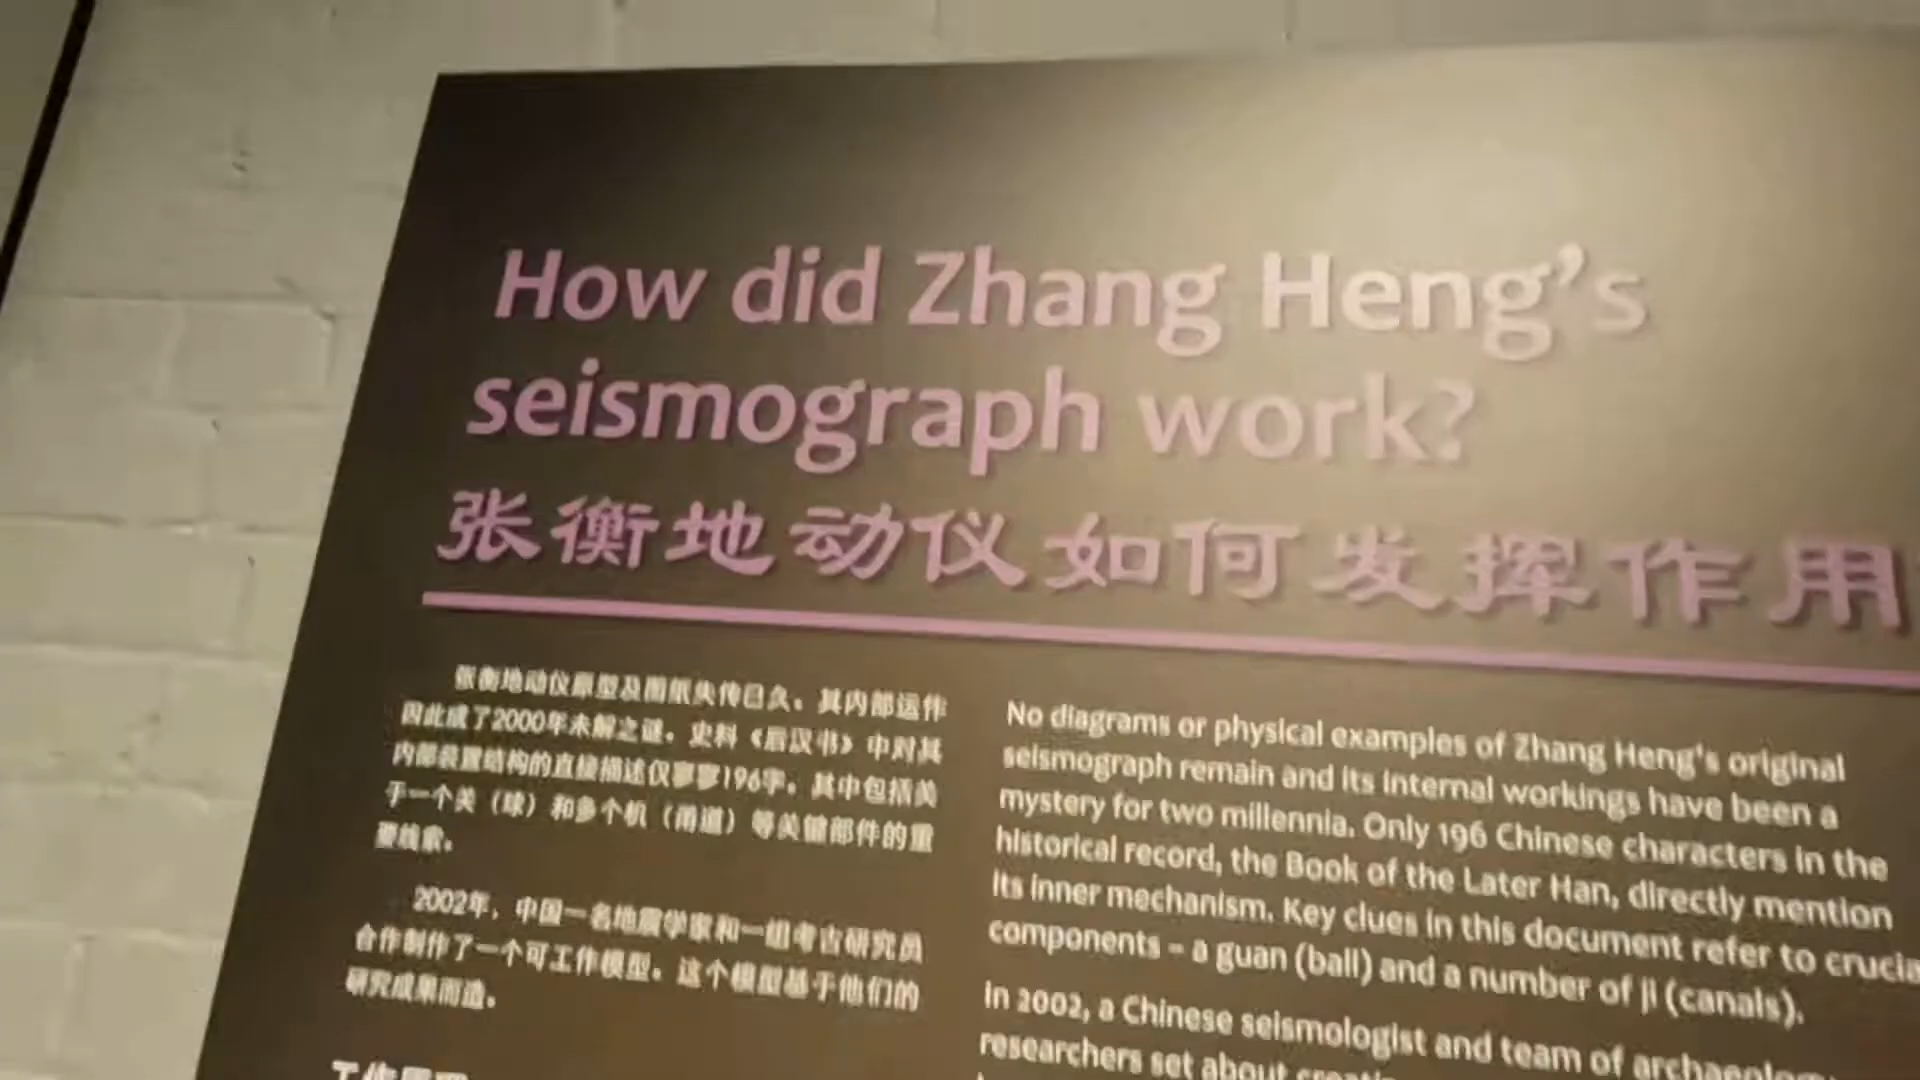 How did Zhang Heng's
seismograph work?
张衡地动仪如何发挥作用
张衡地动仪原型及图纸失传已久。其内部运作
因此成了2000年未解之谜。史料《后汉书》中对其
内部装置结构的直接描述仅寥寥196字。其中包括关
于一个关（球）和多个机（甬道）等关键部件的重
要线索。
2002年，中国一名地震学家和一组考古研究员
合作制作了一个可工作模型。这个模型基于他们的
研究成果而造。
工作原理
No diagrams or physical examples of Zhang Heng's original
seismograph remain and its internal workings have been a
mystery for two millennia. Only 196 Chinese characters in the
historical record, the Book of the Later Han, directly mention
its inner mechanism. Key clues in this document refer to crucia
components – a guan (ball) and a number of ji (canals).
In 2002, a Chinese seismologist and team of archaeology
researchers set about